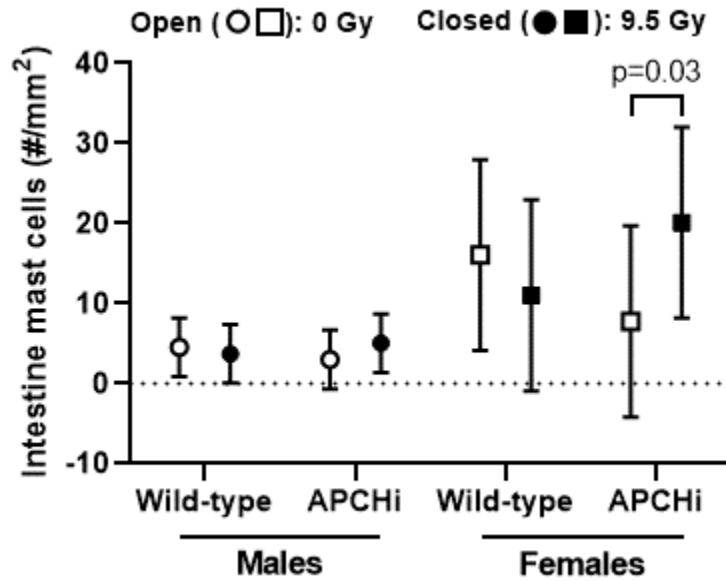 Open (○□): 0 Gy Closed (●■): 9.5 Gy
p=0.03
Intestine mast cells (#/mm²)
40
30
20
10
0
-10
Wild-type APCHi Wild-type APCHi
Males Females